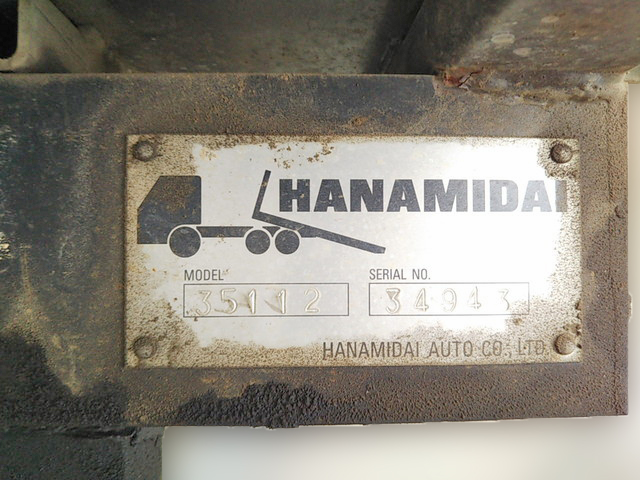 HANAMIDAI
MODEL SERIAL NO.
35112 34943
HANAMIDAI AUTO CO., LTD.